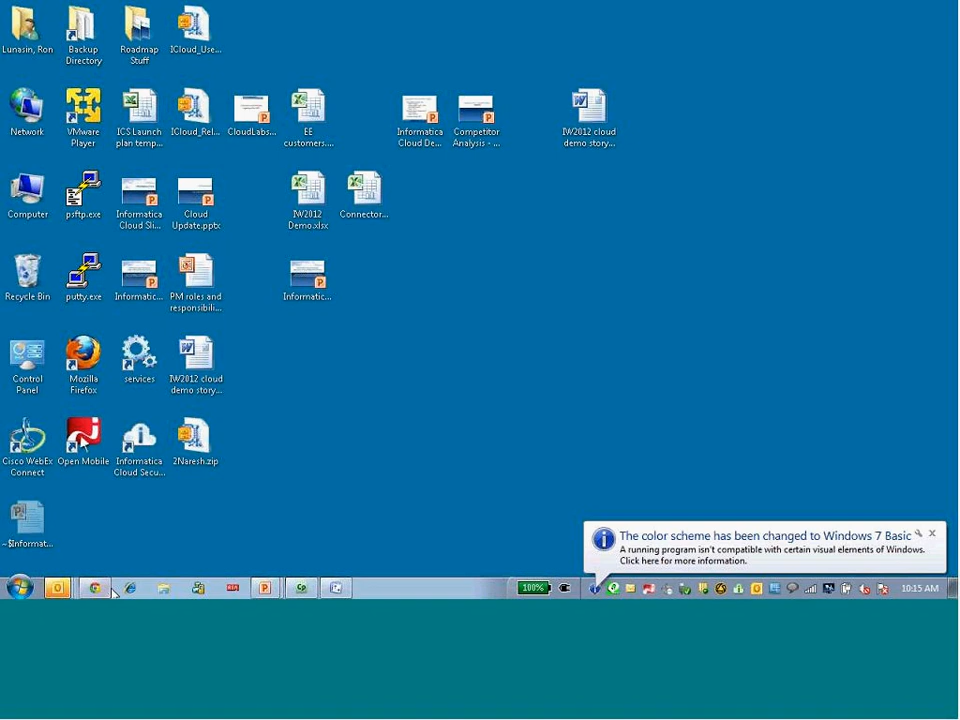 Lunasin, Ron
Backup
Directory
Roadmap
Stuff
ICloud_Use...
Network
VMware
Player
ICS Launch
plan temp...
ICloud_Rel...
CloudLabs...
EE
customers....
Informatica
Cloud De...
Competitor
Analysis - ...
IW2012 cloud
demo story...
Computer
psftp.exe
Informatica
Cloud Sli...
Cloud
Update.pptx
IW2012
Demo.xlsx
Connector...
Recycle Bin
putty.exe
Informatic...
PM roles and
responsibili...
Informatic...
Control
Panel
Mozilla
Firefox
services
IW2012 cloud
demo story...
Cisco WebEx
Connect
Open Mobile
Informatica
Cloud Secu...
2Naresh.zip
~$Informat...
The color scheme has been changed to Windows 7 Basic
A running program isn't compatible with certain visual elements of Windows.
Click here for more information.
100%
10:15 AM